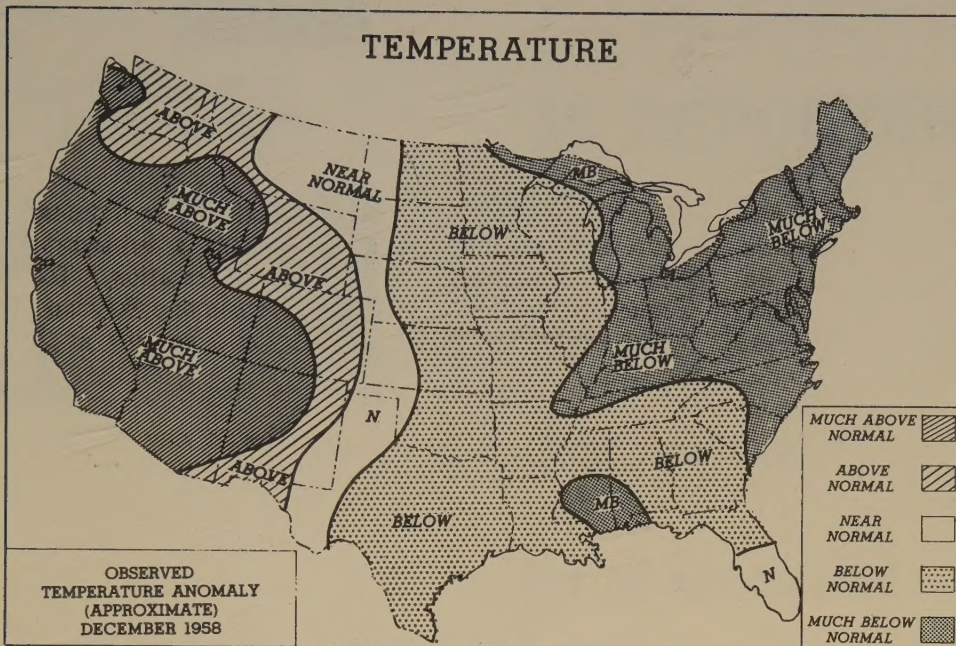 TEMPERATURE
ABOVE
NEAR
NORMAL
MUCH
ABOVE
MB
BELOW
MUCH
BELOW
ABOVE
MUCH
ABOVE
MUCH
BELOW
N
ABOVE
BELOW
BELOW
MB
N
OBSERVED
TEMPERATURE ANOMALY
(APPROXIMATE)
DECEMBER 1958
MUCH ABOVE
NORMAL
ABOVE
NORMAL
NEAR
NORMAL
BELOW
NORMAL
MUCH BELOW
NORMAL